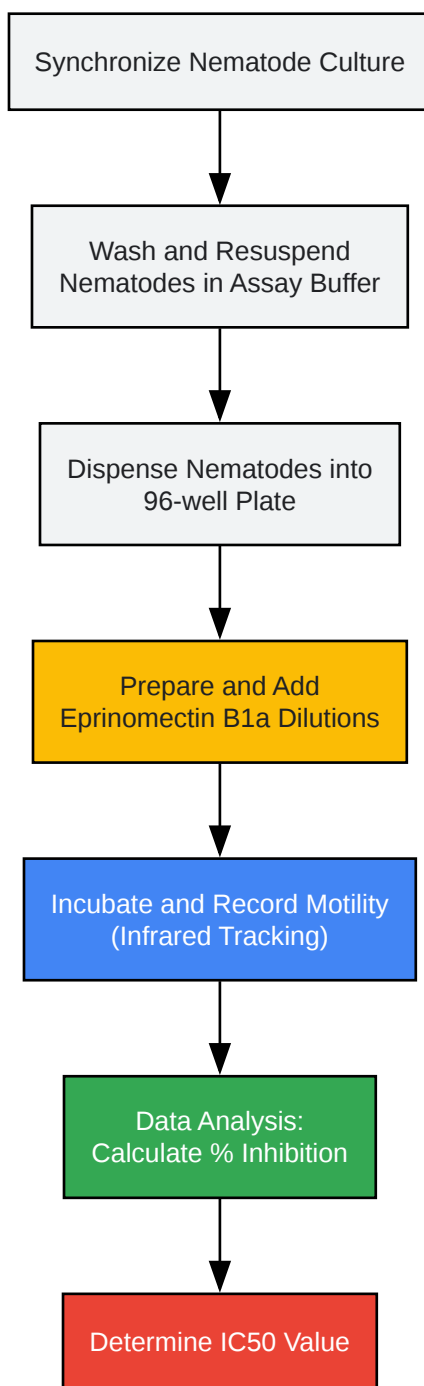 Synchronize Nematode Culture
Wash and Resuspend
Nematodes in Assay Buffer
Dispense Nematodes into
96-well Plate
Prepare and Add
Eprinomectin B1a Dilutions
Incubate and Record Motility
(Infrared Tracking)
Data Analysis:
Calculate % Inhibition
Determine IC50 Value